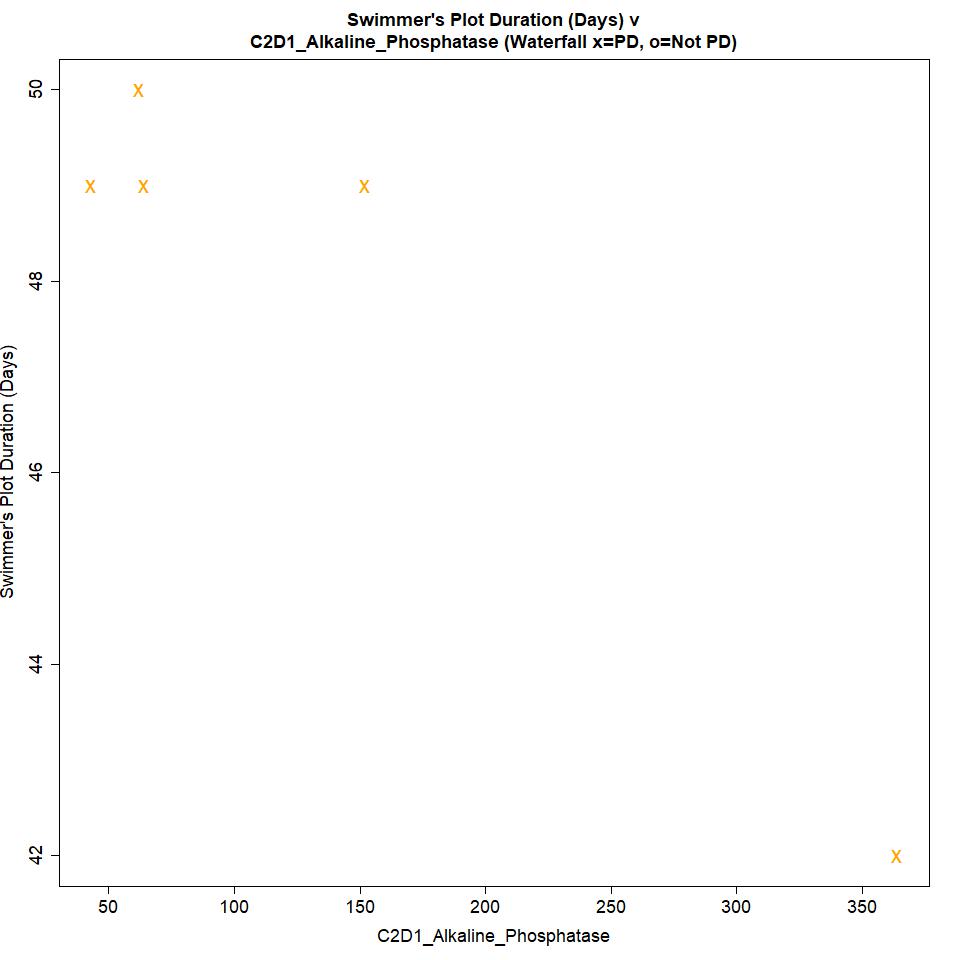 Swimmer's Plot Duration (Days) v
C2D1_Alkaline_Phosphatase (Waterfall x=PD, o=Not PD)
Swimmer's Plot Duration (Days)
50
48
46
44
42
X
X
X
X
X
50
100
150
200
250
300
350
C2D1_Alkaline_Phosphatase